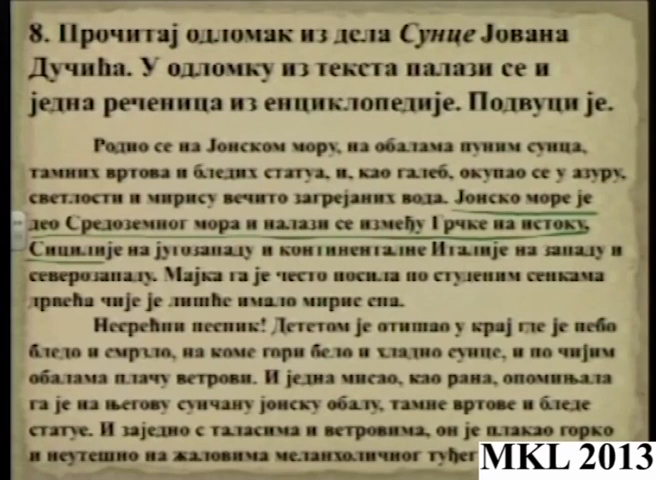 8. Прочитај одломак из дела Сунце Јована
Дучића. У одломку из текста налази се и
једна реченица из енциклопедије. Подвуци је.
Родио се на Јонском мору, на обалама пуним сунца,
тамних вртова и бледих статуа, и, као галеб, окупао се у азуру,
светлости и мирису вечито загрејаних вода. Јонско море је
део Средоземног мора и налази се између Грчке на истоку,
Сицилије на југозападу и континенталне Италије на западу и
северозападу. Мајка га је често носила по студеним сенкама
дрвећа чије је лишће имало мирис сна.
Несрећни песник! Дететом је отишао у крај где је небо
бледо и смрзло, на коме гори бело и хладно сунце, и по чијим
обалама плачу ветрови. И једна мисао, као рана, опомињала
га је на његову сунчану јонску обалу, тамне вртове и бледе
статуе. И заједно с таласима и ветровима, он је плакао горко
и неутешно на жаловима меланхоличног туђег
MKL 2013